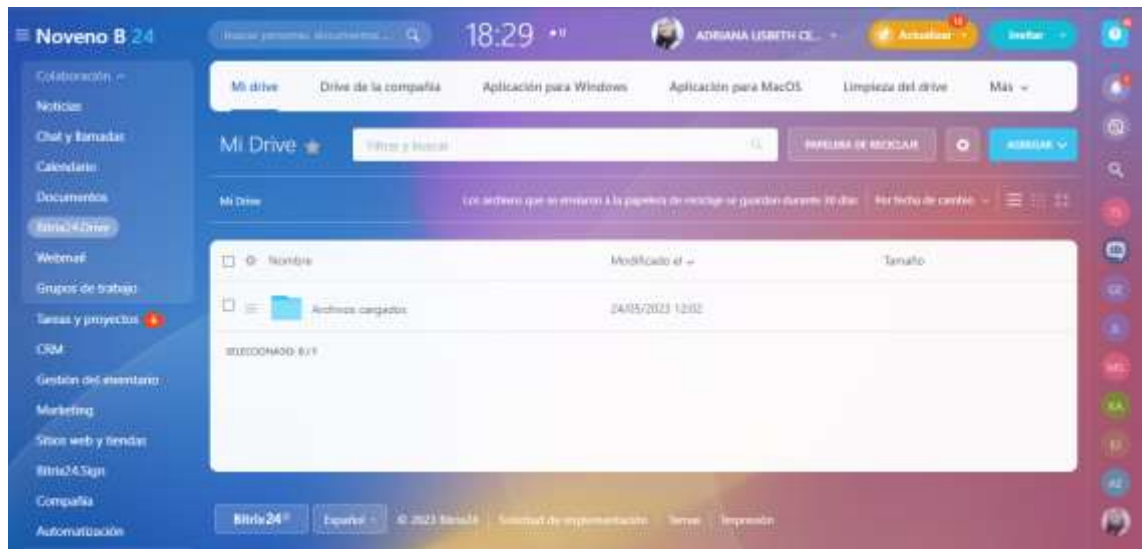 Noveno B 24
Buscar personas, documentos...
18:29
ADRIANA LISBETH CE...
Actualizar
Invitar
Colaboración
Noticias
Chat y llamadas
Calendario
Documentos
Bitrix24.Drive
Webmail
Grupos de trabajo
Tareas y proyectos
CRM
Gestión del inventario
Marketing
Sitios web y tiendas
Bitrix24.Sign
Compañía
Automatización
Mi drive
Drive de la compañía
Aplicación para Windows
Aplicación para MacOS
Limpieza del drive
Más
Mi Drive
Filtrar y buscar
PAPELERA DE RECICLAJE
AGREGAR
Mi Drive
Los archivos que se enviaron a la papelera de reciclaje se guardan durante 30 días
Por fecha de cambio
Nombre
Modificado el
Tamaño
Archivos cargados
24/05/2023 12:02
SELECCIONADO: 0 / 1
Bitrix24
Español
© 2023 Bitrix24
Solicitud de implementación
Temas
Impresión
KA